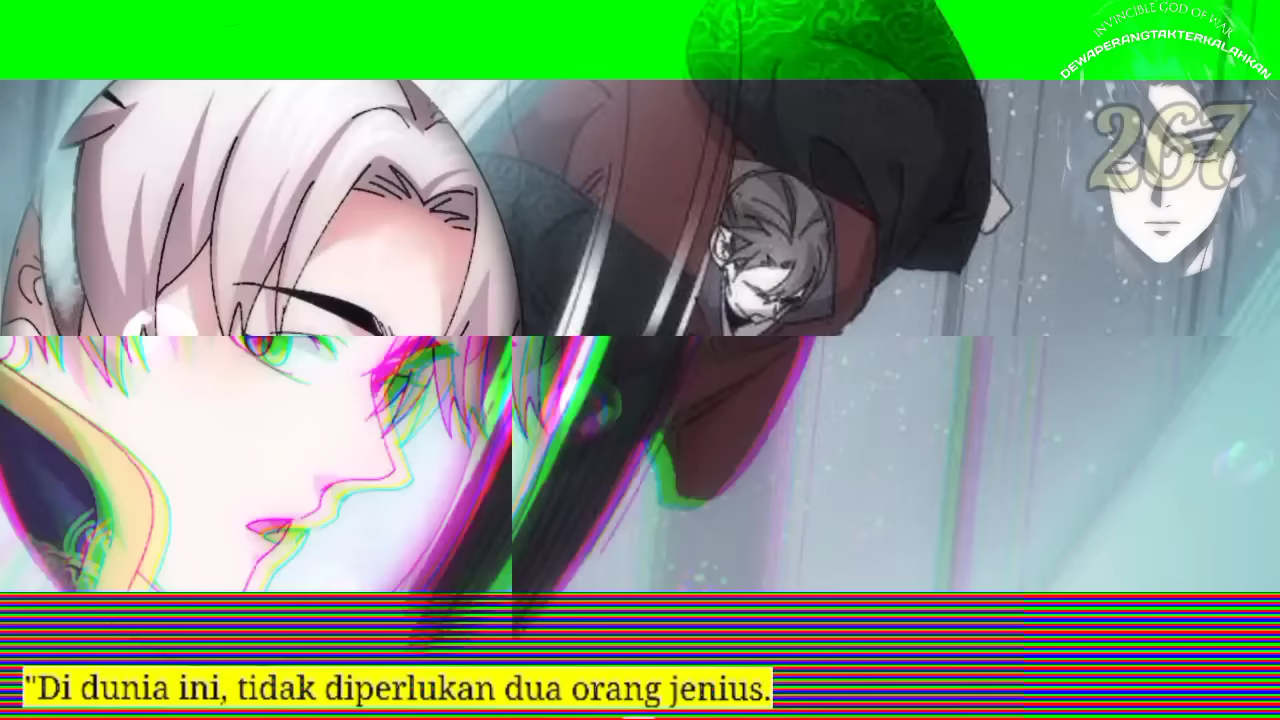 INVINCIBLE GOD OF WAR
DEWAPERANGTAKTERKALAHKAN
267
"Di dunia ini, tidak diperlukan dua orang jenius.